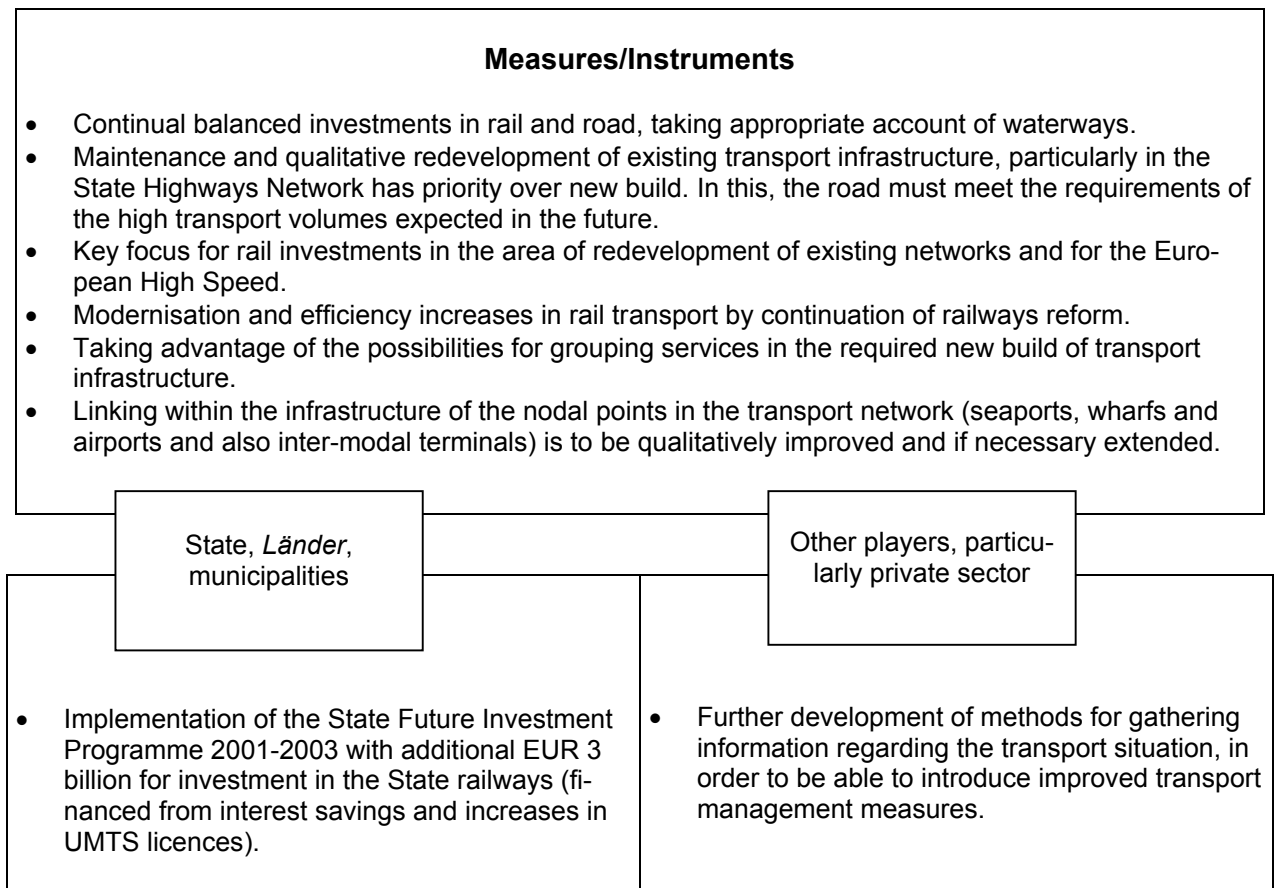 Measures/Instruments
• Continual balanced investments in rail and road, taking appropriate account of waterways.
• Maintenance and qualitative redevelopment of existing transport infrastructure, particularly in the
State Highways Network has priority over new build. In this, the road must meet the requirements of
the high transport volumes expected in the future.
• Key focus for rail investments in the area of redevelopment of existing networks and for the Euro-
pean High Speed.
• Modernisation and efficiency increases in rail transport by continuation of railways reform.
• Taking advantage of the possibilities for grouping services in the required new build of transport
infrastructure.
• Linking within the infrastructure of the nodal points in the transport network (seaports, wharfs and
airports and also inter-modal terminals) is to be qualitatively improved and if necessary extended.
State, Länder,
municipalities
Other players, particu-
larly private sector
• Implementation of the State Future Investment
Programme 2001-2003 with additional EUR 3
billion for investment in the State railways (fi-
nanced from interest savings and increases in
UMTS licences).
• Further development of methods for gathering
information regarding the transport situation, in
order to be able to introduce improved transport
management measures.